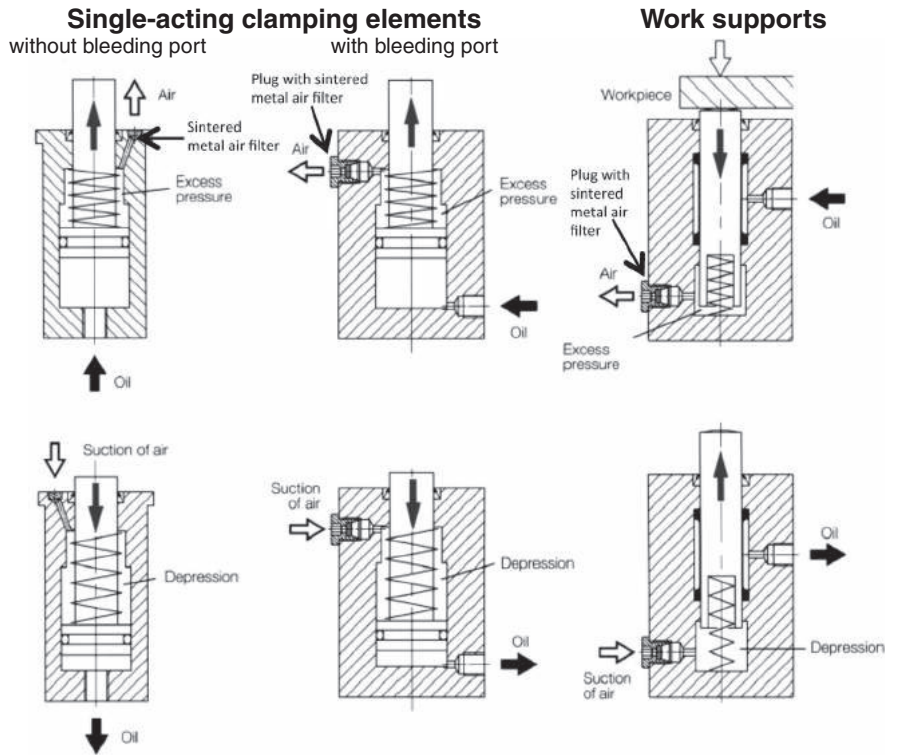 Single-acting clamping elements
Work supports
without bleeding port
with bleeding port
Air
Sintered
metal air filter
Excess
pressure
Oil
Plug with sintered
metal air filter
Air
Excess
pressure
Oil
Workpiece
Plug with
sintered
metal air
filter
Air
Oil
Excess
pressure
Suction of air
Depression
Oil
Suction
of air
Depression
Oil
Oil
Depression
Suction
of air